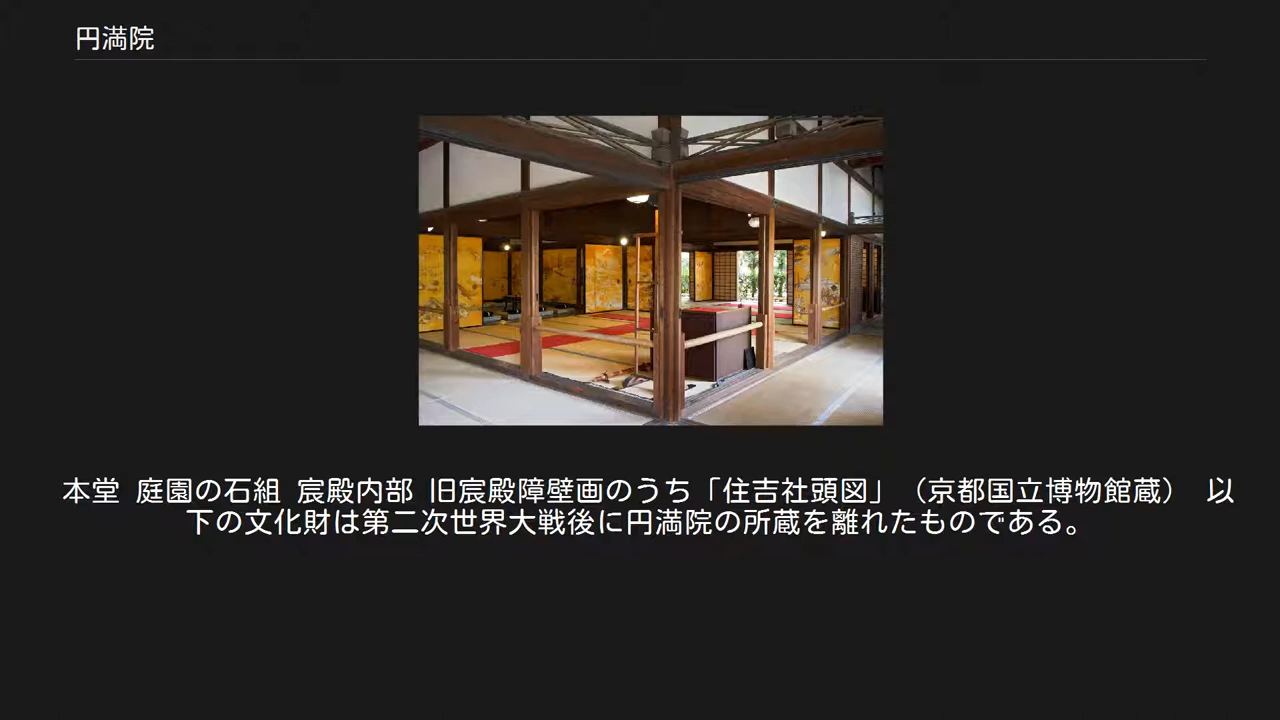 円満院
本堂 庭園の石組 宸殿内部 旧宸殿障壁画のうち「住吉社頭図」（京都国立博物館蔵） 以
下の文化財は第二次世界大戦後に円満院の所蔵を離れたものである。